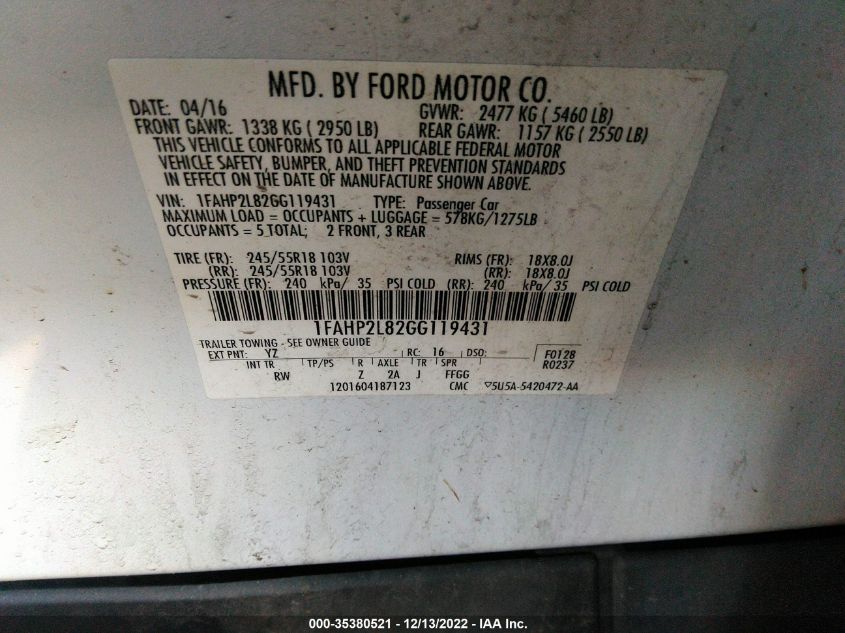 MFD. BY FORD MOTOR CO.
DATE: 04/16 GVWR: 2477 KG ( 5460 LB)
FRONT GAWR: 1338 KG ( 2950 LB) REAR GAWR: 1157 KG ( 2550 LB)
THIS VEHICLE CONFORMS TO ALL APPLICABLE FEDERAL MOTOR
VEHICLE SAFETY, BUMPER, AND THEFT PREVENTION STANDARDS
IN EFFECT ON THE DATE OF MANUFACTURE SHOWN ABOVE.
VIN: 1FAHP2L82GG119431 TYPE: Passenger Car
MAXIMUM LOAD = OCCUPANTS + LUGGAGE = 578KG/1275LB
OCCUPANTS = 5 TOTAL; 2 FRONT, 3 REAR
TIRE (FR): 245/55R18 103V RIMS (FR): 18X8.0J
(RR): 245/55R18 103V (RR): 18X8.0J
PRESSURE (FR): 240 kPa/ 35 PSI COLD (RR): 240 kPa/ 35 PSI COLD
1FAHP2L82GG119431
TRAILER TOWING - SEE OWNER GUIDE
EXT PNT: YZ RC: 16 DSO: F0128
INT TR TP/PS R AXLE TR SPR R0237
RW Z 2A J FFGG
1201604187123 CMC ▽5U5A-5420472-AA
000-35380521 - 12/13/2022 - IAA Inc.